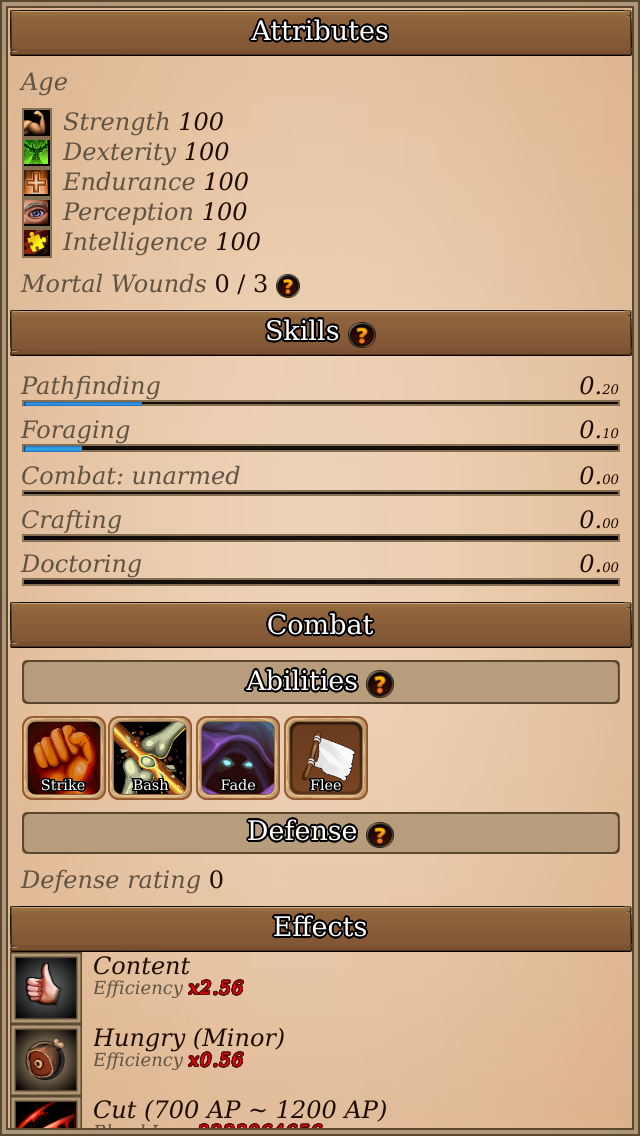 Attributes
Age
Strength 100
Dexterity 100
Endurance 100
Perception 100
Intelligence 100
Mortal Wounds 0 / 3 ?
Skills ?
Pathfinding 0.20
Foraging 0.10
Combat: unarmed 0.00
Crafting 0.00
Doctoring 0.00
Combat
Abilities ?
Strike Bash Fade Flee
Defense ?
Defense rating 0
Effects
Content
Efficiency x2.56
Hungry (Minor)
Efficiency x0.56
Cut (700 AP ~ 1200 AP)